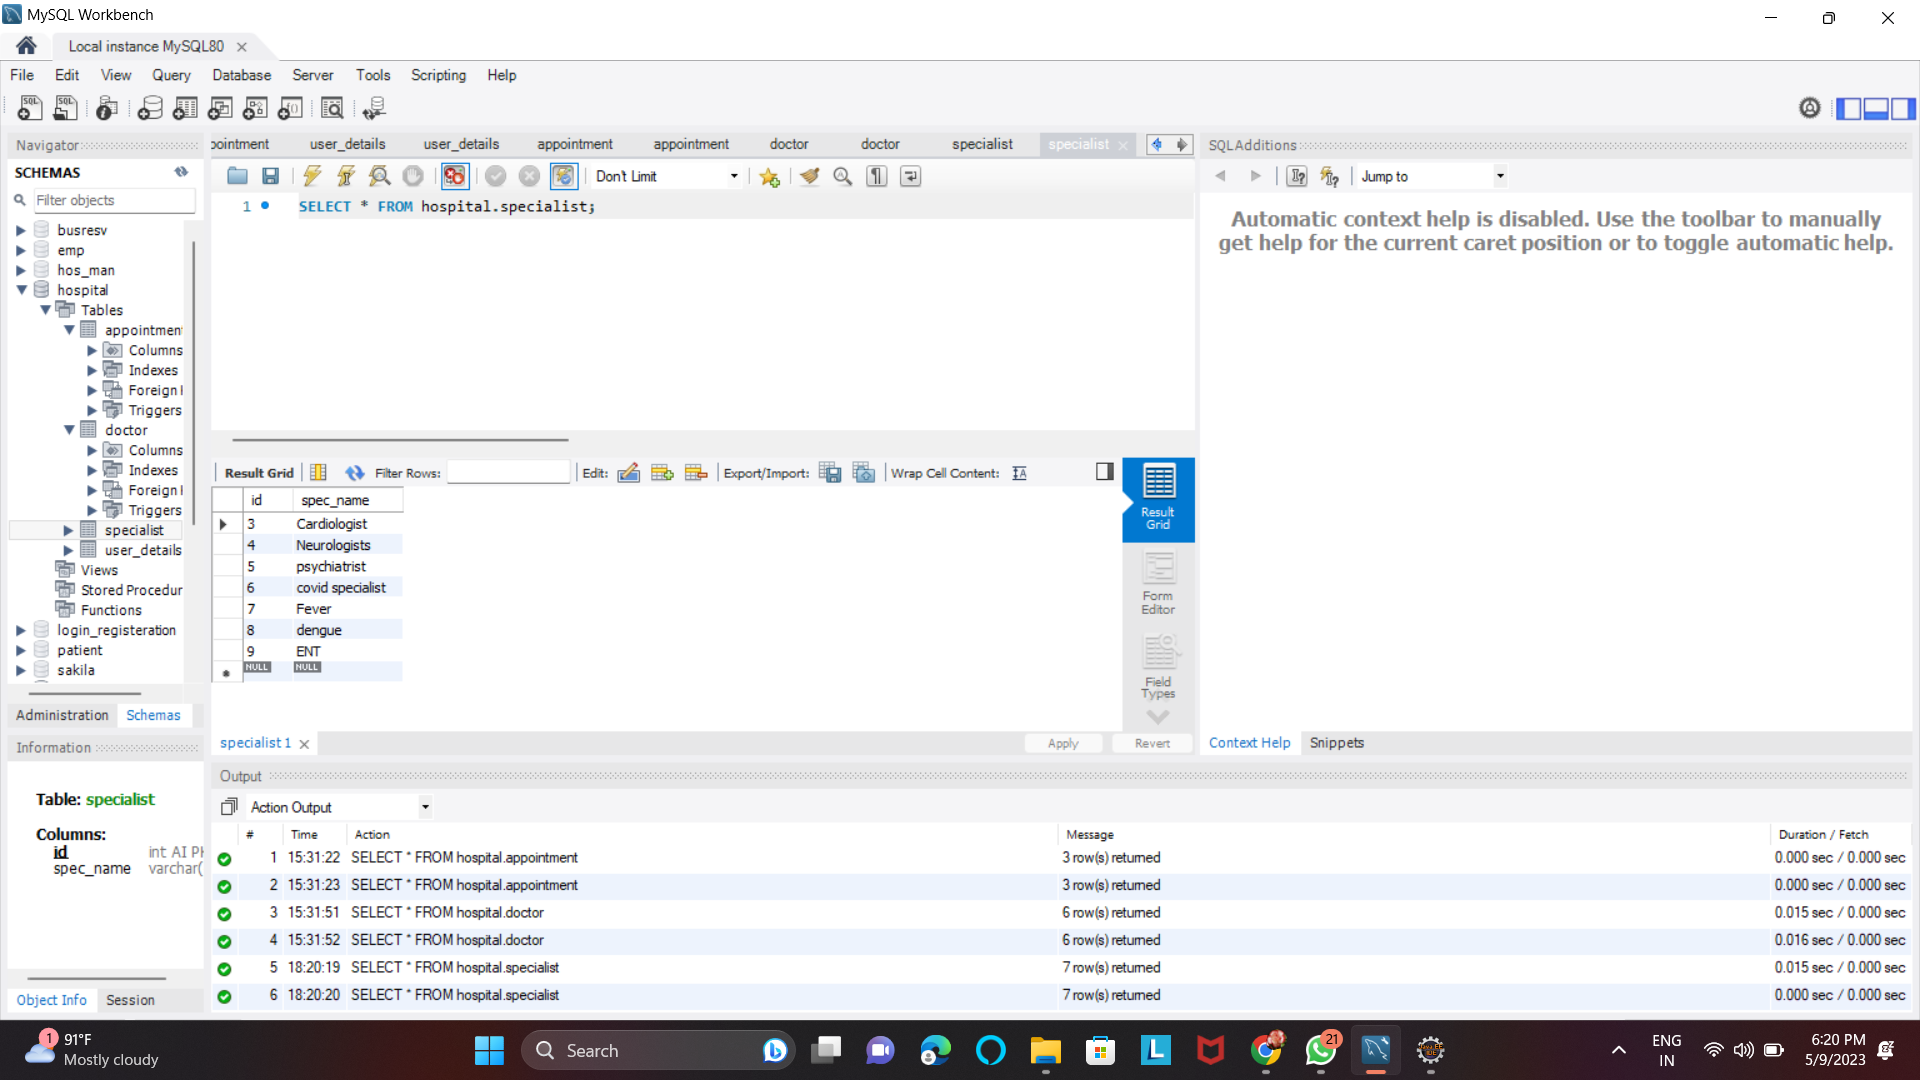 MySQL Workbench
Local instance MySQL80
File Edit View Query Database Server Tools Scripting Help
Navigator
SCHEMAS
Filter objects
busresv
emp
hos_man
hospital
Tables
appointmen
Columns
Indexes
Foreign
Triggers
doctor
Columns
Indexes
Foreign
Triggers
specialist
user_details
Views
Stored Procedur
Functions
login_registeration
patient
sakila
Administration Schemas
Information
Table: specialist
Columns:
id int AI PK
spec_name varchar(
Object Info Session
ointment user_details user_details appointment appointment doctor doctor specialist specialist
Don't Limit
1 SELECT * FROM hospital.specialist;
Result Grid Filter Rows: Edit: Export/Import: Wrap Cell Content:
id spec_name
3 Cardiologist
4 Neurologists
5 psychiatrist
6 covid specialist
7 Fever
8 dengue
9 ENT
NULL NULL
Result Grid
Form Editor
Field Types
specialist 1 Apply Revert
SQLAdditions
Jump to
Automatic context help is disabled. Use the toolbar to manually
get help for the current caret position or to toggle automatic help.
Context Help Snippets
Output
Action Output
# Time Action Message Duration / Fetch
1 15:31:22 SELECT * FROM hospital.appointment 3 row(s) returned 0.000 sec / 0.000 sec
2 15:31:23 SELECT * FROM hospital.appointment 3 row(s) returned 0.000 sec / 0.000 sec
3 15:31:51 SELECT * FROM hospital.doctor 6 row(s) returned 0.015 sec / 0.000 sec
4 15:31:52 SELECT * FROM hospital.doctor 6 row(s) returned 0.016 sec / 0.000 sec
5 18:20:19 SELECT * FROM hospital.specialist 7 row(s) returned 0.015 sec / 0.000 sec
6 18:20:20 SELECT * FROM hospital.specialist 7 row(s) returned 0.000 sec / 0.000 sec
1 91°F
Mostly cloudy
Search
21
ENG
IN
6:20 PM
5/9/2023